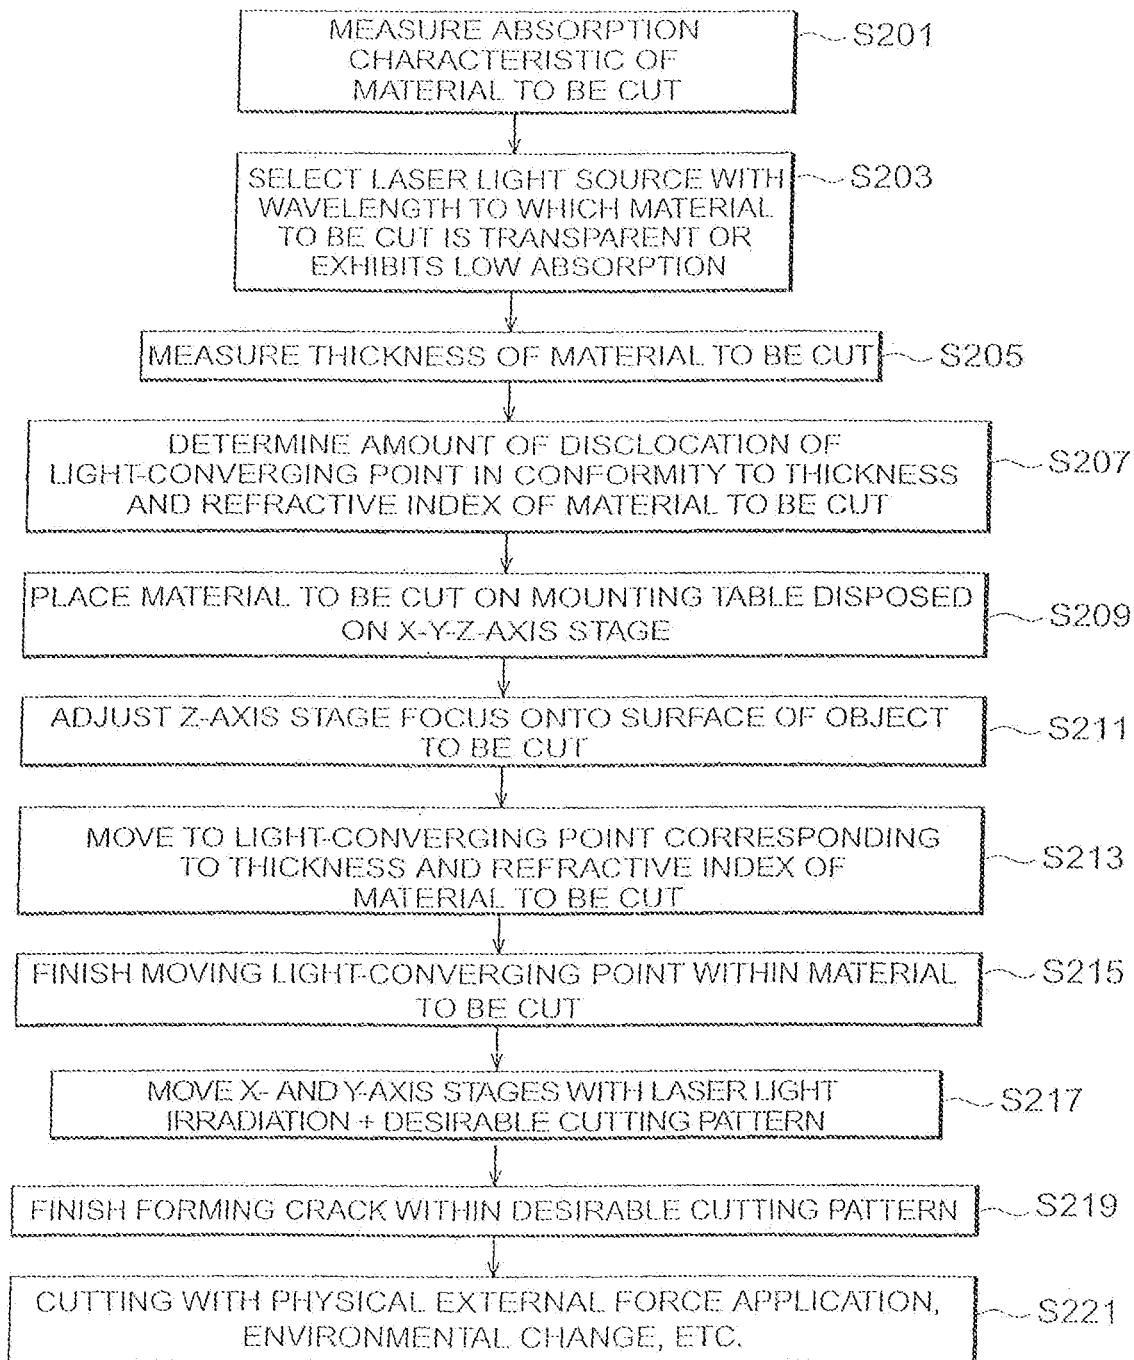 MEASURE ABSORPTION
CHARACTERISTIC OF
MATERIAL TO BE CUT
S201
SELECT LASER LIGHT SOURCE WITH
WAVELENGTH TO WHICH MATERIAL
TO BE CUT IS TRANSPARENT OR
EXHIBITS LOW ABSORPTION
S203
MEASURE THICKNESS OF MATERIAL TO BE CUT
S205
DETERMINE AMOUNT OF DISCLOCATION OF
LIGHT-CONVERGING POINT IN CONFORMITY TO THICKNESS
AND REFRACTIVE INDEX OF MATERIAL TO BE CUT
S207
PLACE MATERIAL TO BE CUT ON MOUNTING TABLE DISPOSED
ON X-Y-Z-AXIS STAGE
S209
ADJUST Z-AXIS STAGE FOCUS ONTO SURFACE OF OBJECT
TO BE CUT
S211
MOVE TO LIGHT-CONVERGING POINT CORRESPONDING
TO THICKNESS AND REFRACTIVE INDEX OF
MATERIAL TO BE CUT
S213
FINISH MOVING LIGHT-CONVERGING POINT WITHIN MATERIAL
TO BE CUT
S215
MOVE X- AND Y-AXIS STAGES WITH LASER LIGHT
IRRADIATION + DESIRABLE CUTTING PATTERN
S217
FINISH FORMING CRACK WITHIN DESIRABLE CUTTING PATTERN
S219
CUTTING WITH PHYSICAL EXTERNAL FORCE APPLICATION,
ENVIRONMENTAL CHANGE, ETC.
S221